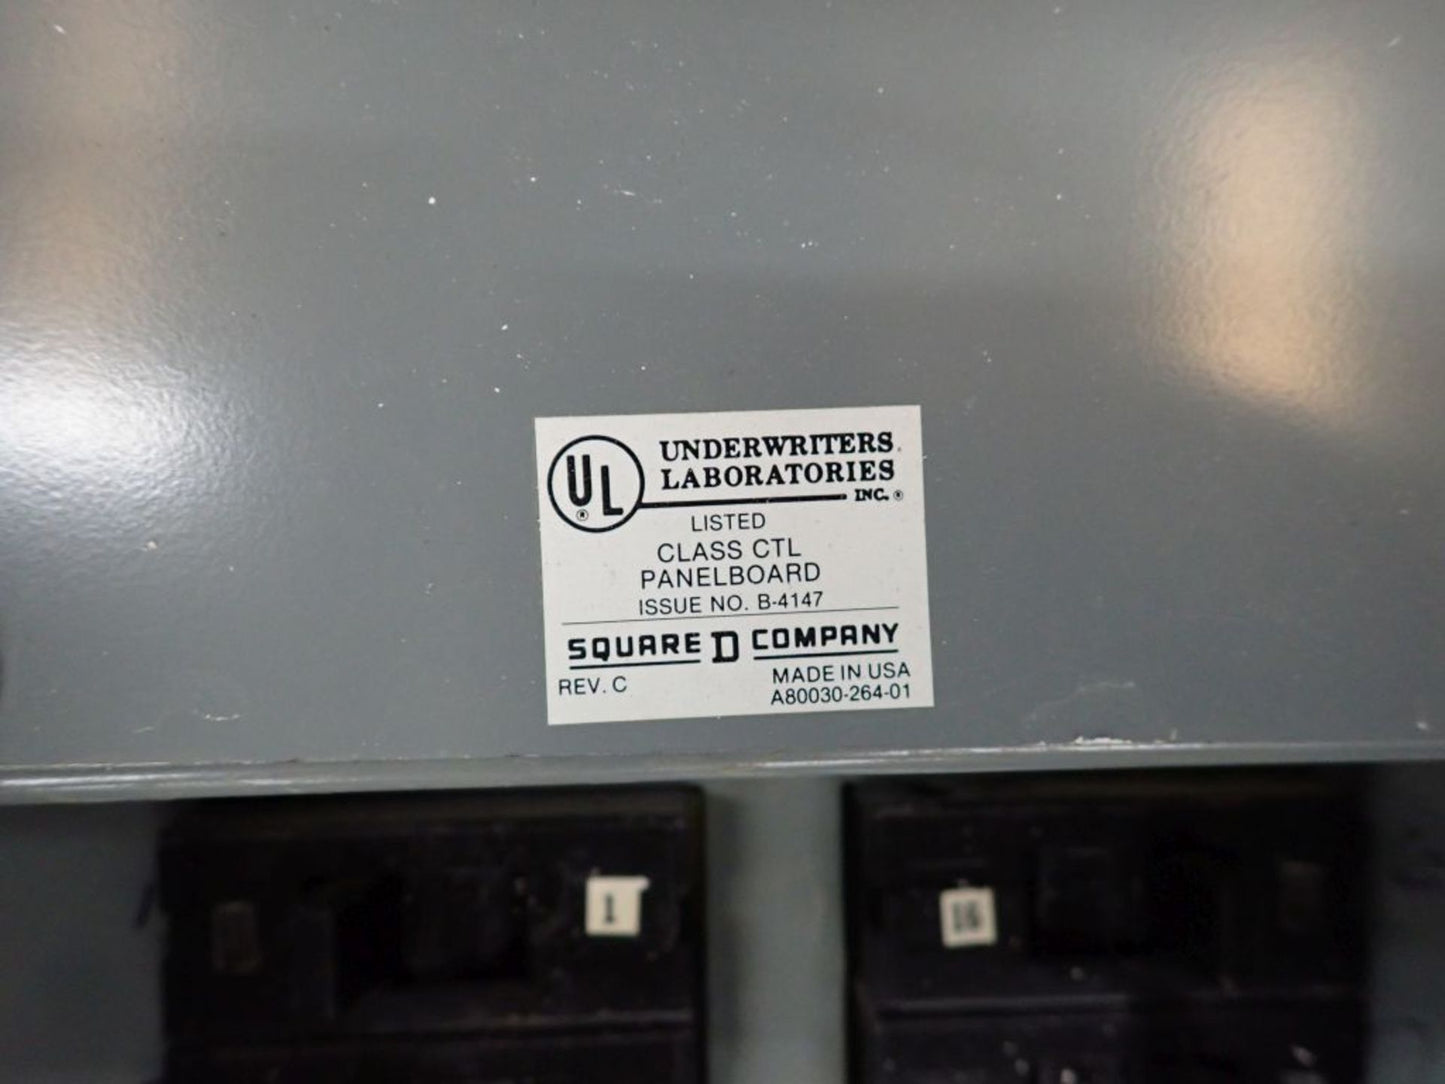 UL®
UNDERWRITERS
LABORATORIES
INC.®
LISTED
CLASS CTL
PANELBOARD
ISSUE NO. B-4147
SQUARE D COMPANY
REV. C
MADE IN USA
A80030-264-01
1
16